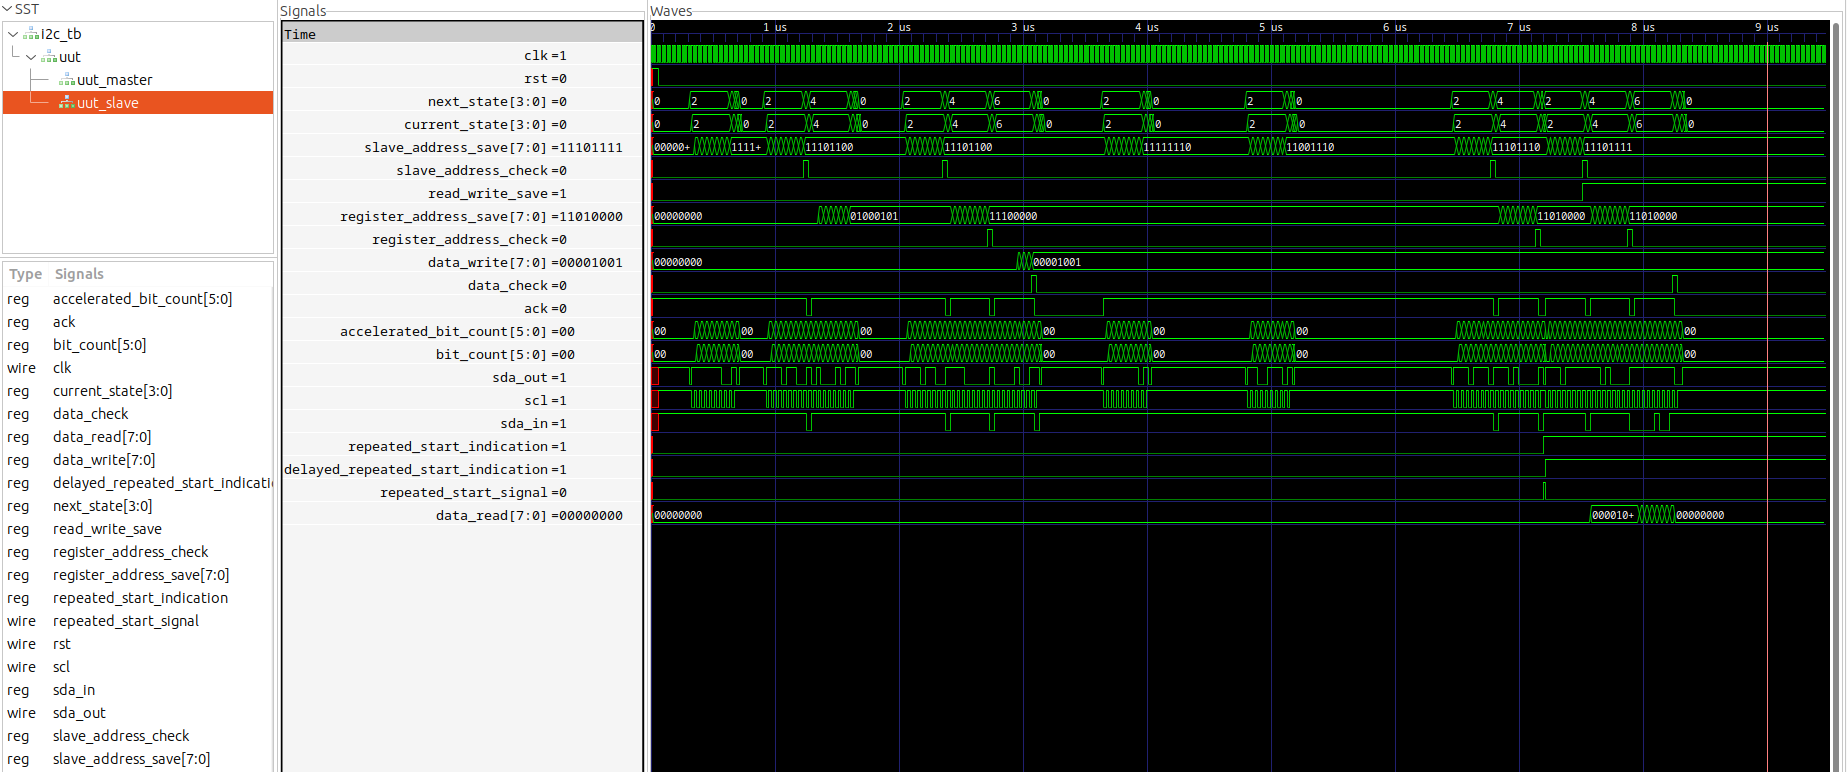 SST
i2c_tb
uut
uut_master
uut_slave
Type Signals
reg accelerated_bit_count[5:0]
reg ack
reg bit_count[5:0]
wire clk
reg current_state[3:0]
reg data_check
reg data_read[7:0]
reg data_write[7:0]
reg delayed_repeated_start_indicati
reg next_state[3:0]
reg read_write_save
reg register_address_check
reg register_address_save[7:0]
reg repeated_start_indication
wire repeated_start_signal
wire rst
wire scl
reg sda_in
wire sda_out
reg slave_address_check
reg slave_address_save[7:0]
Signals
Time
clk =1
rst =0
next_state[3:0] =0
current_state[3:0] =0
slave_address_save[7:0] =11101111
slave_address_check =0
read_write_save =1
register_address_save[7:0] =11010000
register_address_check =0
data_write[7:0] =00001001
data_check =0
ack =0
accelerated_bit_count[5:0] =00
bit_count[5:0] =00
sda_out =1
scl =1
sda_in =1
repeated_start_indication =1
delayed_repeated_start_indication =1
repeated_start_signal =0
data_read[7:0] =00000000
Waves
0 1 us 2 us 3 us 4 us 5 us 6 us 7 us 8 us 9 us
0 2 0 2 4 0 2 4 6 0 2 0 2 0 2 4 2 4 6 0
0 2 0 2 4 0 2 4 6 0 2 0 2 0 2 4 2 4 6 0
00000+ 1111+ 11101100 11101100 11111110 11001110 11101110 11101111
00000000 01000101 11100000 11010000 11010000
00000000 00001001
00 00 00 00 00 00 00
00 00 00 00 00 00 00
00000000 000010+ 00000000